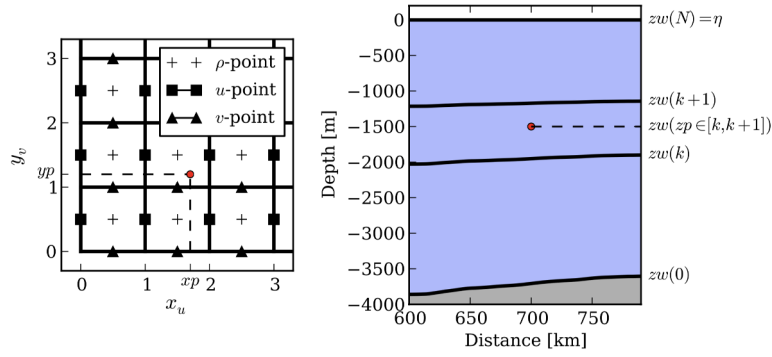 3
2
yp
1
0
y_v
0
1
xp
2
3
x_u
ρ-point
u-point
v-point
0
−500
−1000
−1500
−2000
−2500
−3000
−3500
−4000
Depth [m]
600
650
700
750
Distance [km]
zw(N)=η
zw(k+1)
zw(zp∈[k,k+1])
zw(k)
zw(0)